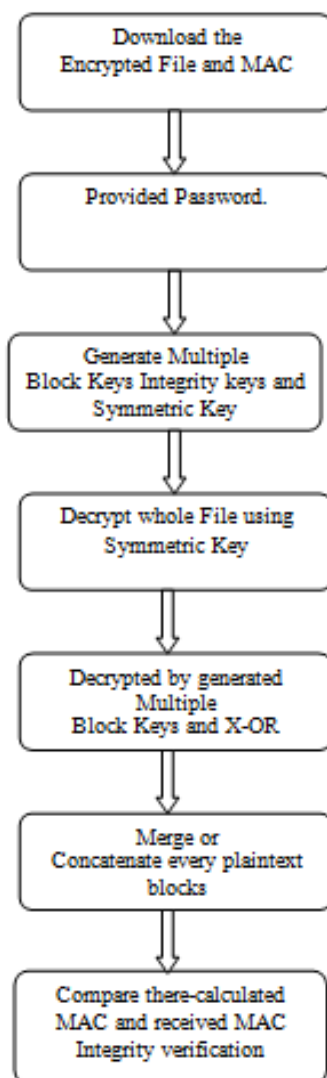 Download the
Encrypted File and MAC
Provided Password.
Generate Multiple
Block Keys Integrity keys and
Symmetric Key
Decrypt whole File using
Symmetric Key
Decrypted by generated
Multiple
Block Keys and X-OR
Merge or
Concatenate every plaintext
blocks
Compare there-calculated
MAC and received MAC
Integrity verification